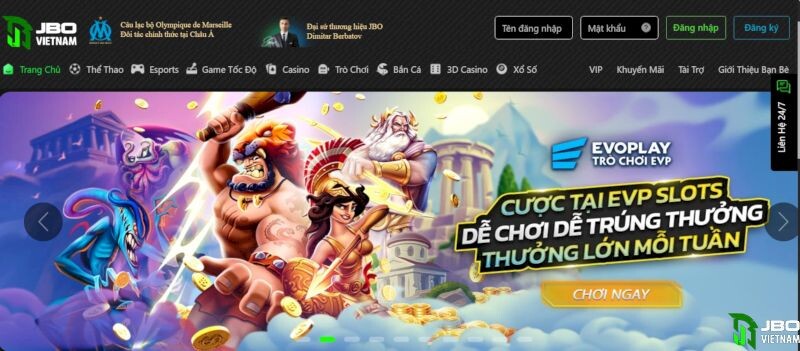 JBO
VIETNAM
Câu lạc bộ Olympique de Marseille
Đối tác chính thức tại Châu Á
Đại sứ thương hiệu JBO
Dimitar Berbatov
Tên đăng nhập
Mật khẩu
Đăng nhập
Đăng ký
Trang Chủ
Thể Thao
Esports
Game Tốc Độ
Casino
Trò Chơi
Bắn Cá
3D Casino
Xổ Số
VIP
Khuyến Mãi
Tài Trợ
Giới Thiệu Bạn Bè
Liên Hệ 24/7
EVOPLAY
TRÒ CHƠI EVP
CƯỢC TẠI EVP SLOTS
DỄ CHƠI DỄ TRÚNG THƯỞNG
THƯỞNG LỚN MỖI TUẦN
CHƠI NGAY
JBO
VIETNAM